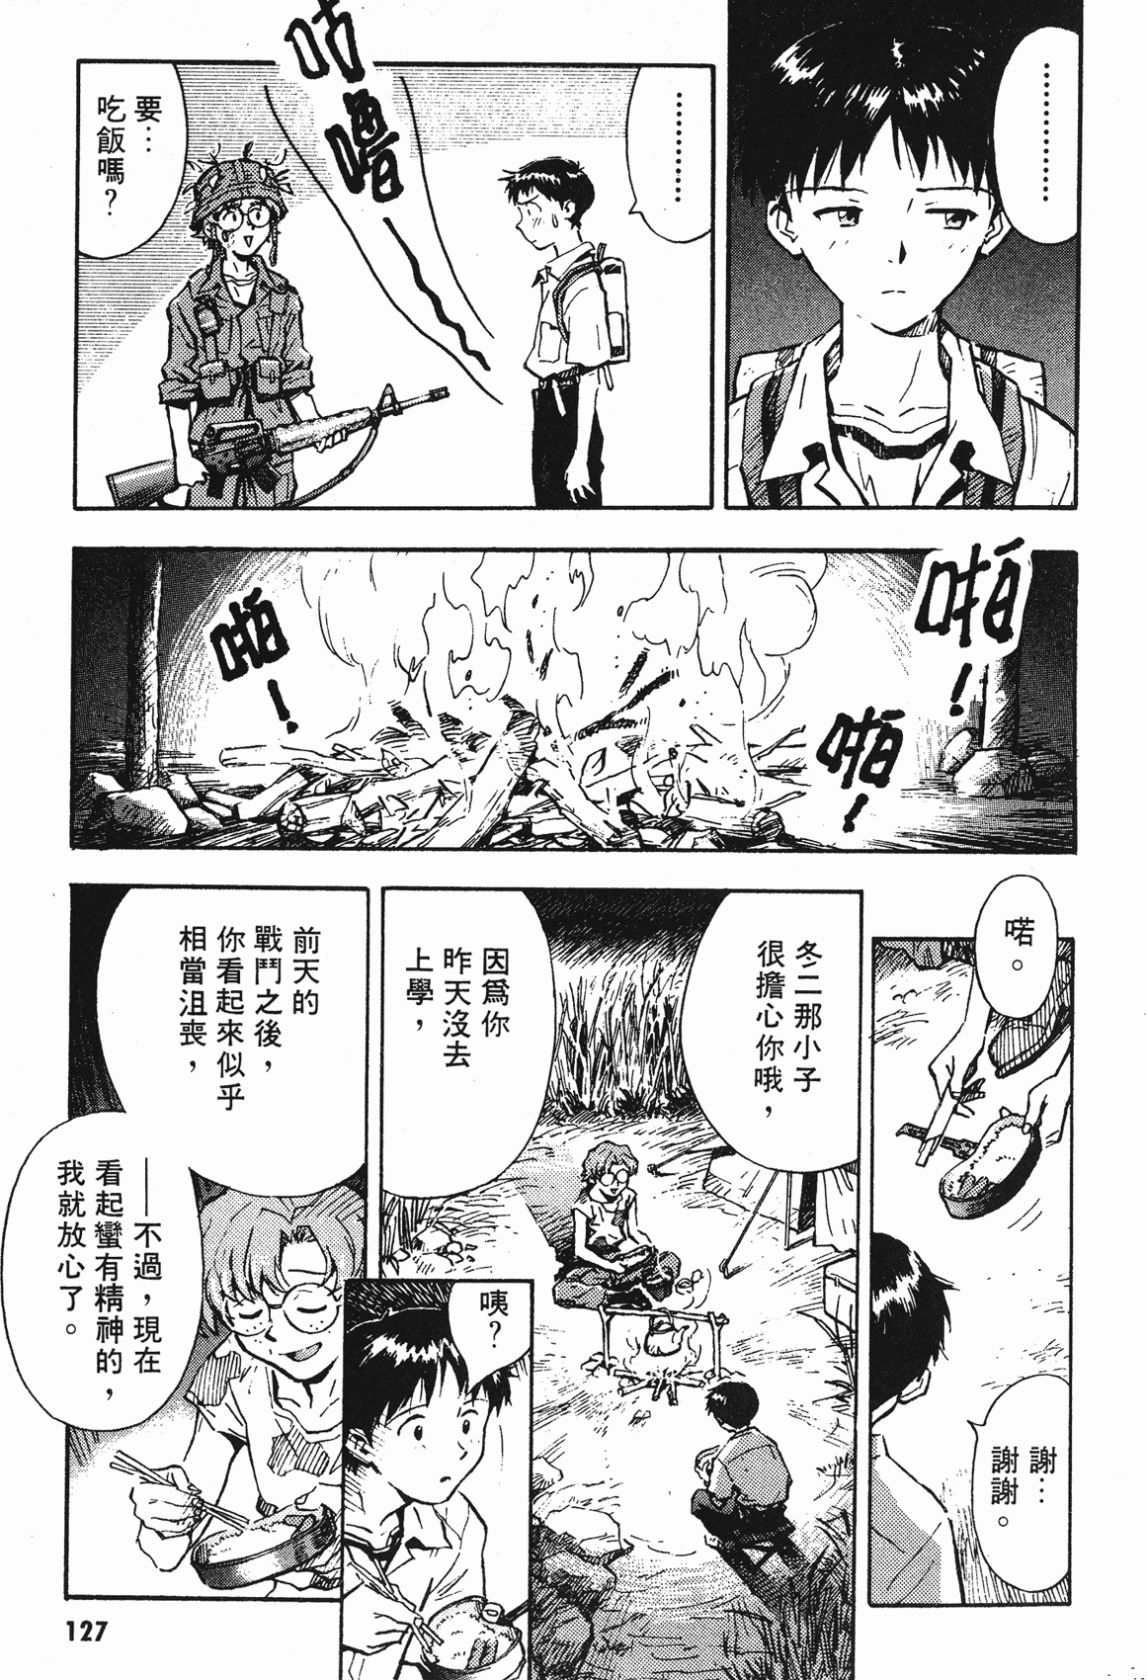 …………
…………
咕
嚕
要…
吃飯嗎？
啪！
啪！
啪！
喏。
謝…
謝謝。
冬二那小子
很擔心你哦，
因爲你
昨天沒去
上學，
咦？
前天的
戰鬥之後，
你看起來似乎
相當沮喪，
——不過，現在
看起蠻有精神的，
我就放心了。
127